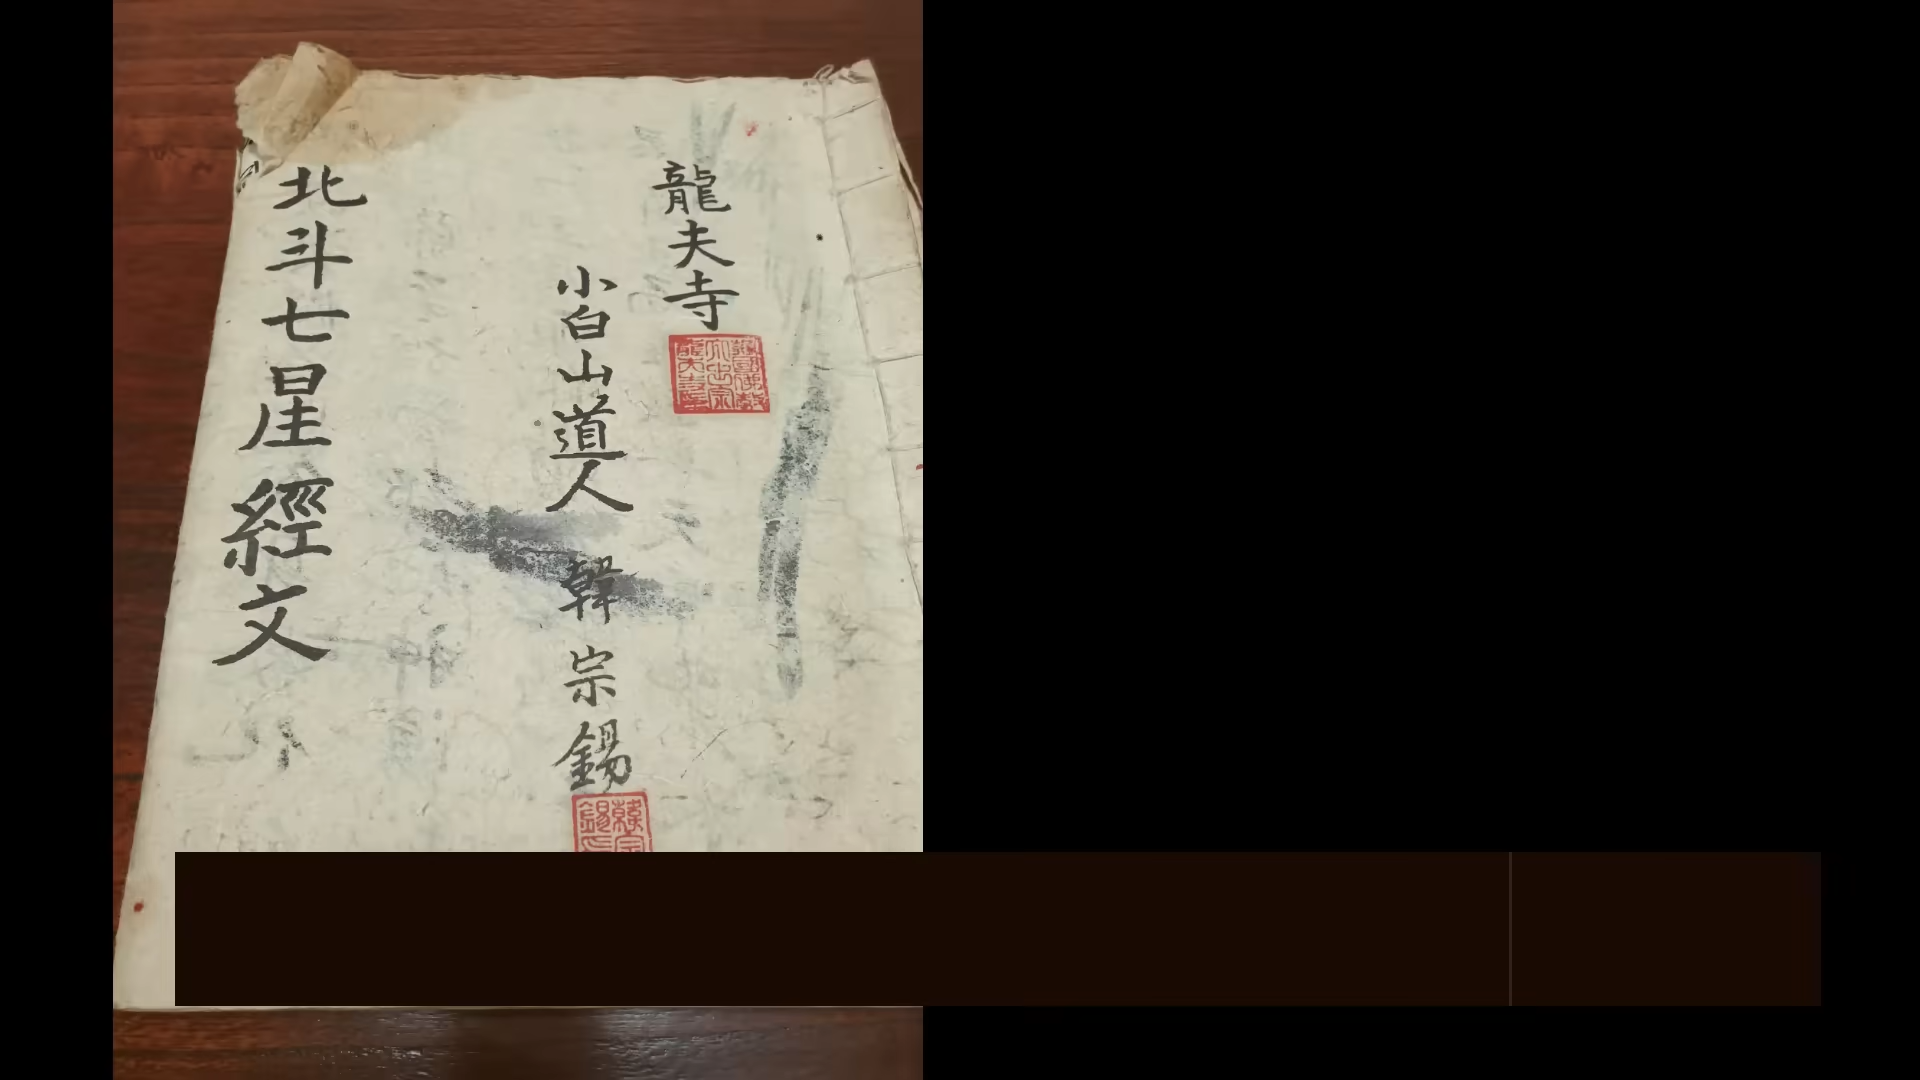 龍夫寺
小白山道人 韓宗錫
北斗七星經文